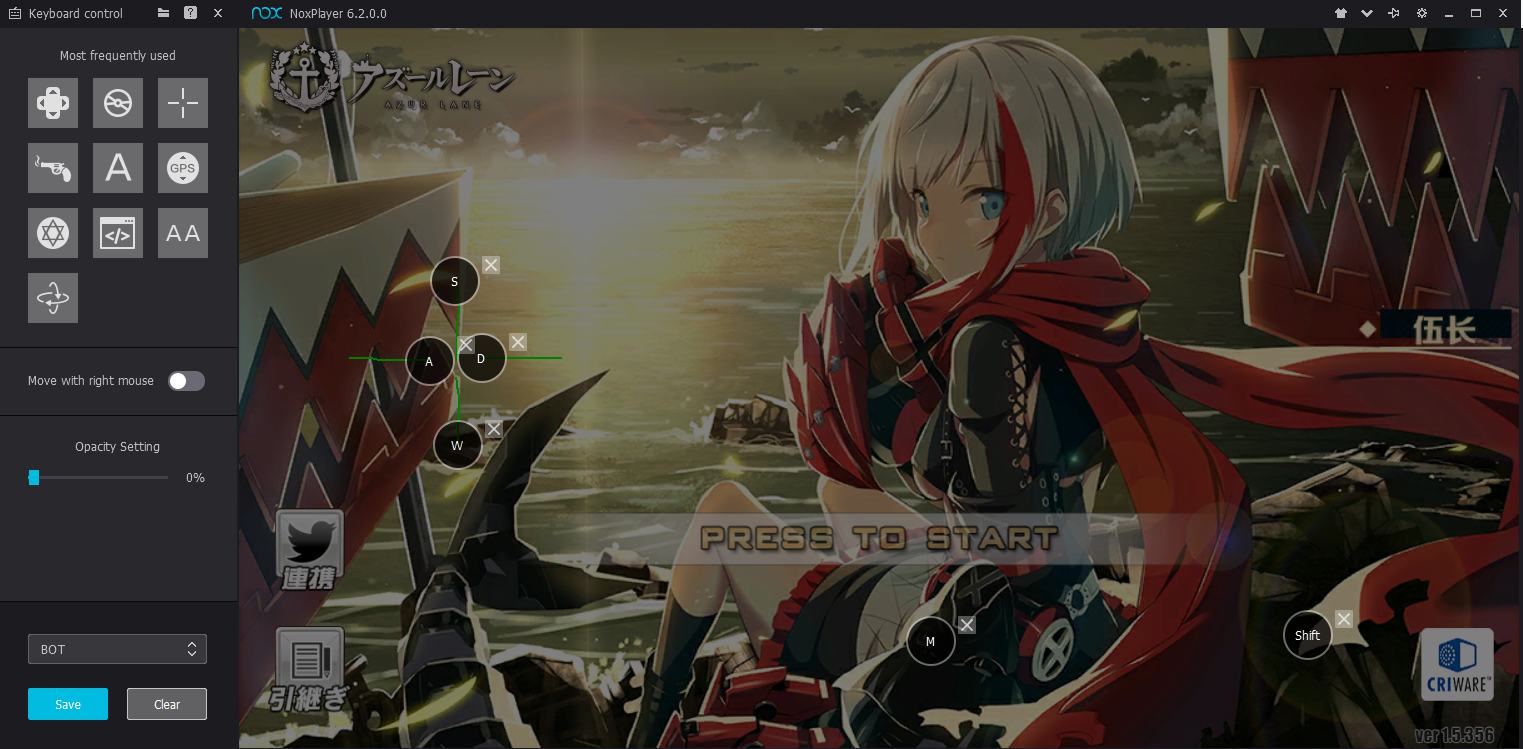 Keyboard control
?
nox NoxPlayer 6.2.0.0
Most frequently used
A
GPS
</>
A A
Move with right mouse
Opacity Setting
0%
BOT
Save
Clear
アズールレーン
AZUR LANE
S
A
D
W
伍长
PRESS TO START
連携
M
Shift
引継ぎ
CRIWARE™
ver 1.5.356